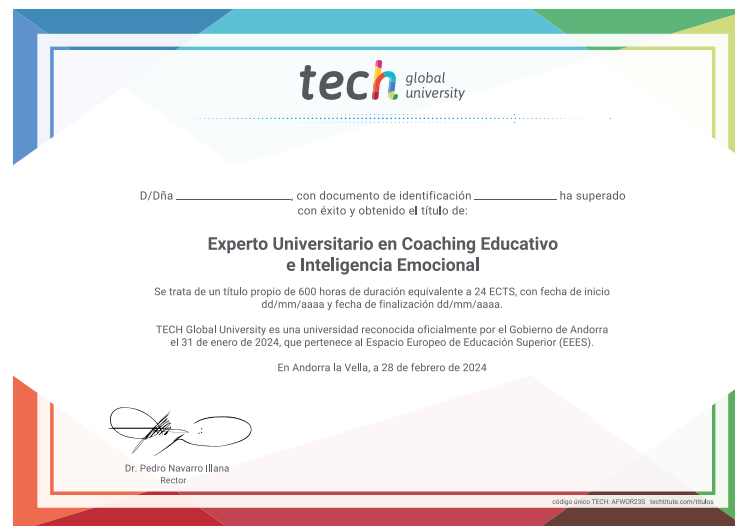 tech global university
D/Dña ____________, con documento de identificación ____________ ha superado
con éxito y obtenido el título de:
Experto Universitario en Coaching Educativo
e Inteligencia Emocional
Se trata de un título propio de 600 horas de duración equivalente a 24 ECTS, con fecha de inicio
dd/mm/aaaa y fecha de finalización dd/mm/aaaa.
TECH Global University es una universidad reconocida oficialmente por el Gobierno de Andorra
el 31 de enero de 2024, que pertenece al Espacio Europeo de Educación Superior (EEES).
En Andorra la Vella, a 28 de febrero de 2024
Dr. Pedro Navarro Illana
Rector
código único TECH: AFWOR23S techtitute.com/titulos